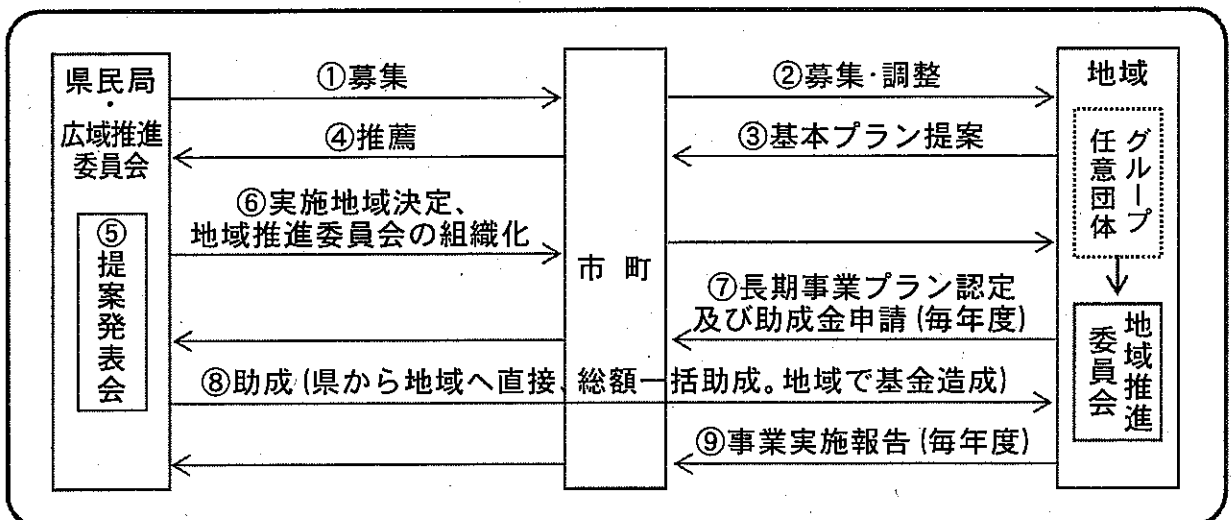 県民局・広域推進委員会
①募集
②募集・調整
地域
④推薦
③基本プラン提案
グループ
任意団体
⑥実施地域決定、
地域推進委員会の組織化
⑤提案発表会
市町
⑦長期事業プラン認定
及び助成金申請(毎年度)
地域推進
委員会
⑧助成(県から地域へ直接、総額一括助成。地域で基金造成)
⑨事業実施報告(毎年度)